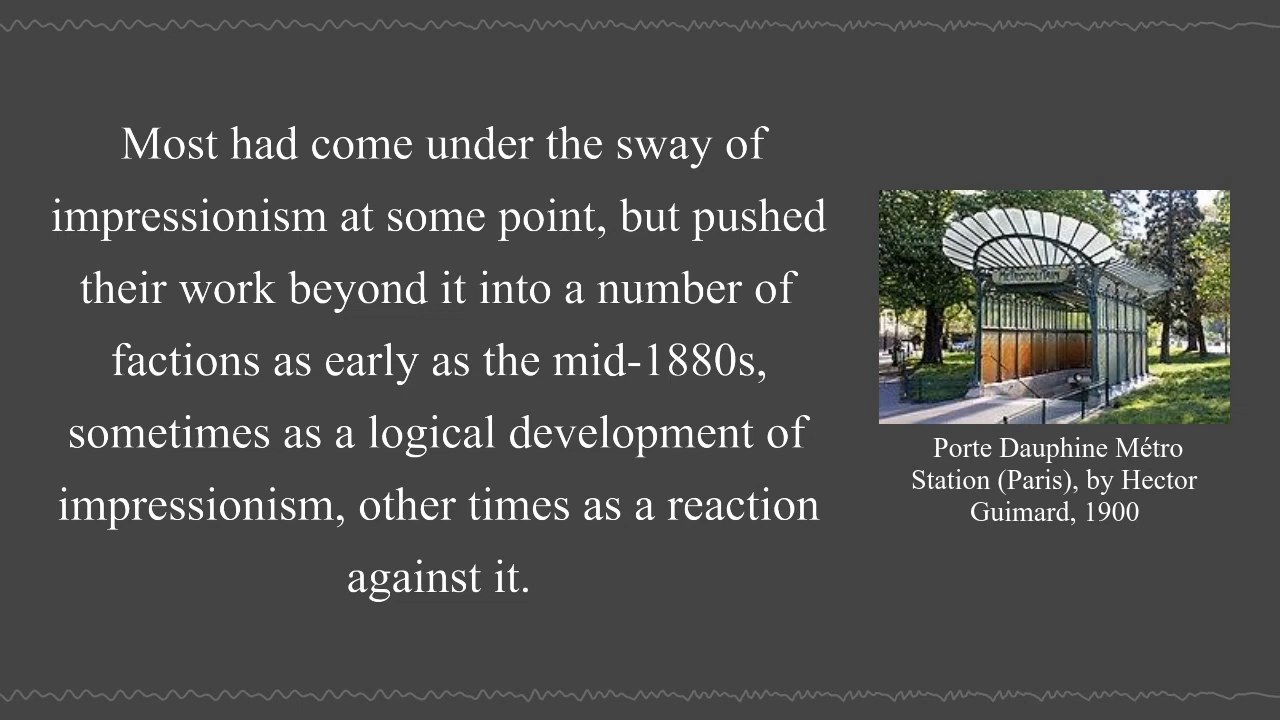 Most had come under the sway of
impressionism at some point, but pushed
their work beyond it into a number of
factions as early as the mid-1880s,
sometimes as a logical development of
impressionism, other times as a reaction
against it.
METROPOLITAIN
Porte Dauphine Métro
Station (Paris), by Hector
Guimard, 1900